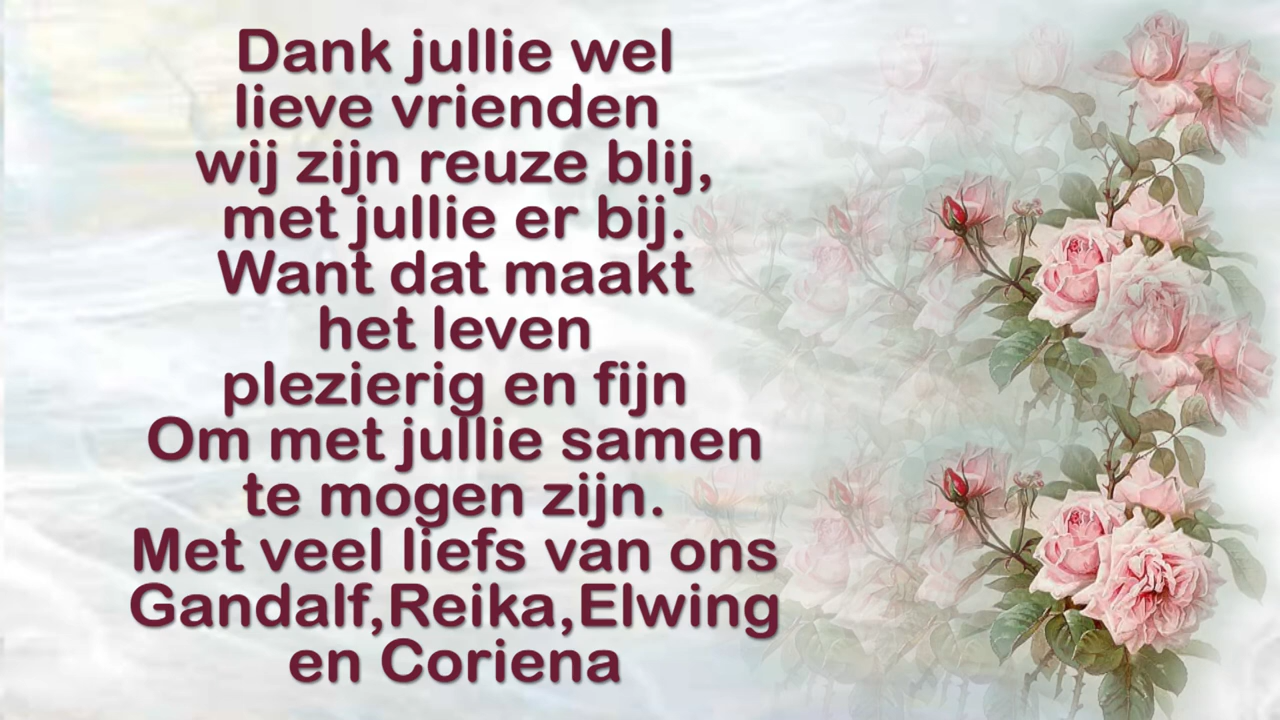 Dank jullie wel
lieve vrienden
wij zijn reuze blij,
met jullie er bij.
Want dat maakt
het leven
plezierig en fijn
Om met jullie samen
te mogen zijn.
Met veel liefs van ons
Gandalf,Reika,Elwing
en Coriena